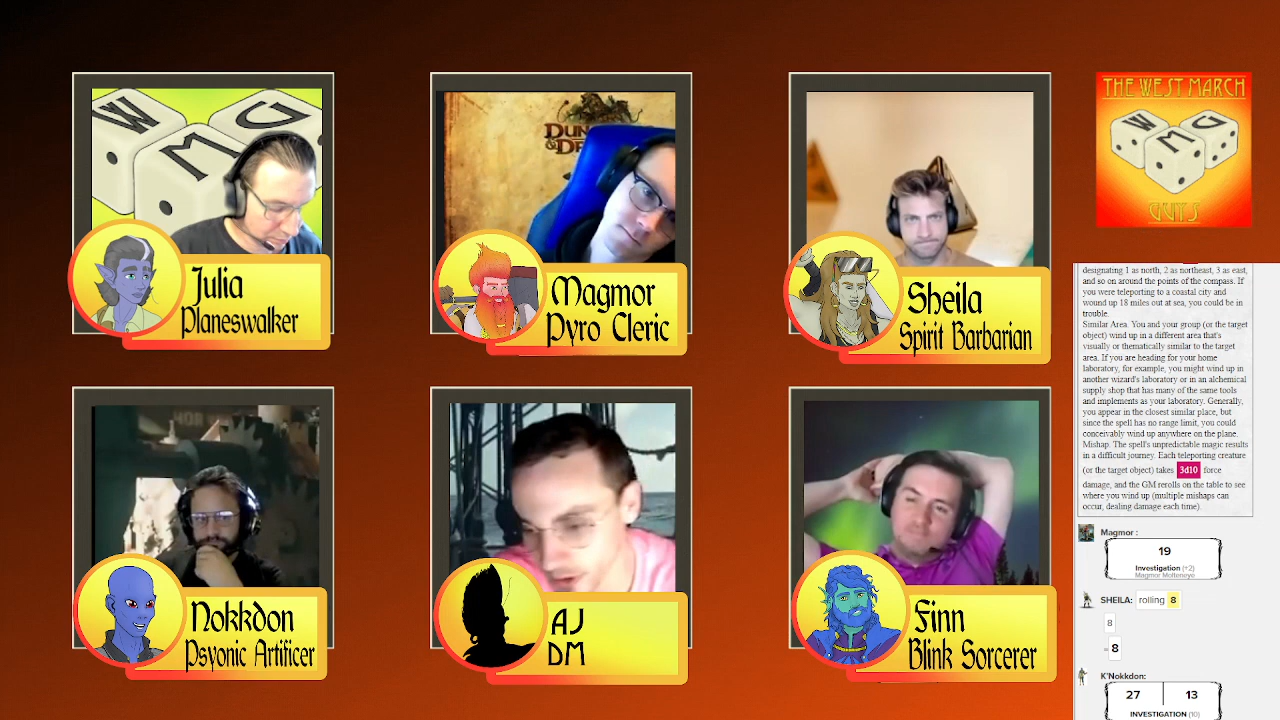 W
M
G
Julia
Planeswalker
DUN
& DR
Magmor
Pyro Cleric
Sheila
Spirit Barbarian
THE WEST MARCH
W
M
G
GUYS
Nokkdon
Psyonic Artificer
AJ
DM
Finn
Blink Sorcerer
designating 1 as north, 2 as northeast, 3 as east,
and so on around the points of the compass. If
you were teleporting to a coastal city and
wound up 18 miles out at sea, you could be in
trouble.
Similar Area. You and your group (or the target
object) wind up in a different area that's
visually or thematically similar to the target
area. If you are heading for your home
laboratory, for example, you might wind up in
another wizard's laboratory or in an alchemical
supply shop that has many of the same tools
and implements as your laboratory. Generally,
you appear in the closest similar place, but
since the spell has no range limit, you could
conceivably wind up anywhere on the plane.
Mishap. The spell's unpredictable magic results
in a difficult journey. Each teleporting creature
(or the target object) takes 3d10 force
damage, and the GM rerolls on the table to see
where you wind up (multiple mishaps can
occur, dealing damage each time).
Magmor :
19
Investigation (+2)
Magmor Molteneye
SHEILA: rolling 8
8
=8
K'Nokkdon:
27 13
INVESTIGATION (10)